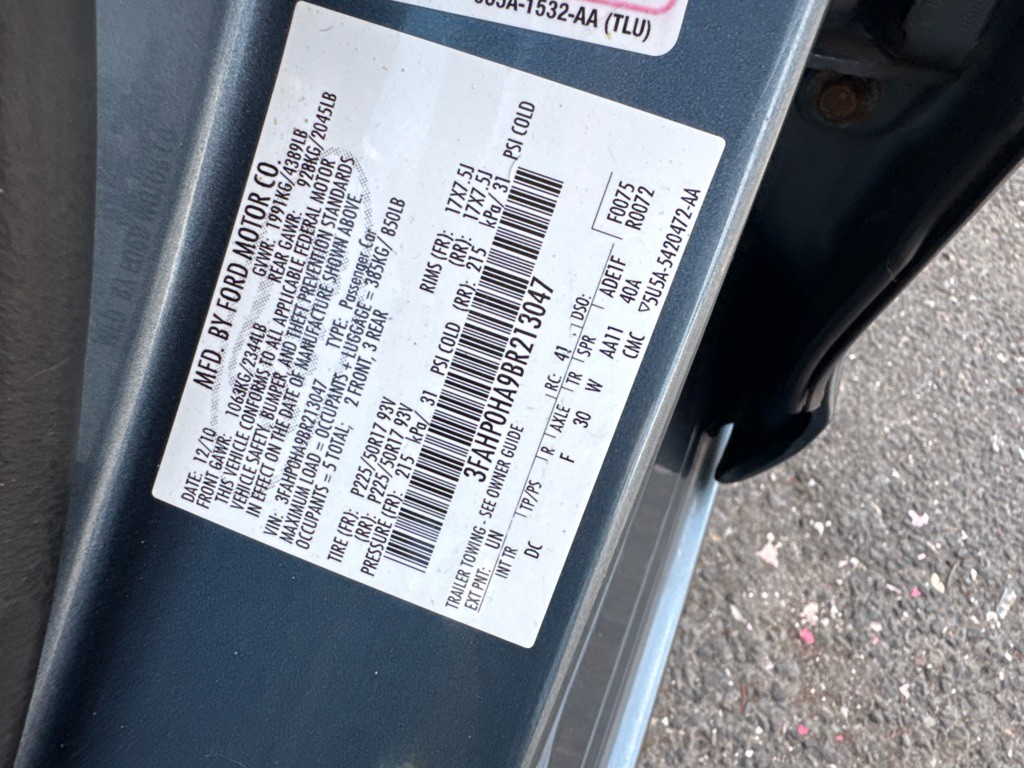 5U5A-1532-AA (TLU)
MFD. BY FORD MOTOR CO.
DATE: 12/10 GVWR: 1991KG/4389LB
FRONT GAWR: 1063KG/2344LB REAR GAWR: 928KG/2045LB
THIS VEHICLE CONFORMS TO ALL APPLICABLE FEDERAL MOTOR
VEHICLE SAFETY, BUMPER, AND THEFT PREVENTION STANDARDS
IN EFFECT ON THE DATE OF MANUFACTURE SHOWN ABOVE.
VIN: 3FAHP0HA9BR213047 TYPE: Passenger Car
MAXIMUM LOAD = OCCUPANTS + LUGGAGE = 385KG/ 850LB
OCCUPANTS = 5 TOTAL; 2 FRONT, 3 REAR
TIRE (FR): P225/50R17 93V RIMS (FR): 17X7.5J
(RR): P225/50R17 93V (RR): 17X7.5J
PRESSURE (FR): 215 kPa/ 31 PSI COLD (RR): 215 kPa/ 31 PSI COLD
3FAHP0HA9BR213047
TRAILER TOWING - SEE OWNER GUIDE
EXT PNT: UN RC: 41 DSO: F0075
INT TR TP/PS R AXLE TR SPR ADE1F R0072
DC F 30 W AA11 40A
CMC ▽5U5A-5420472-AA